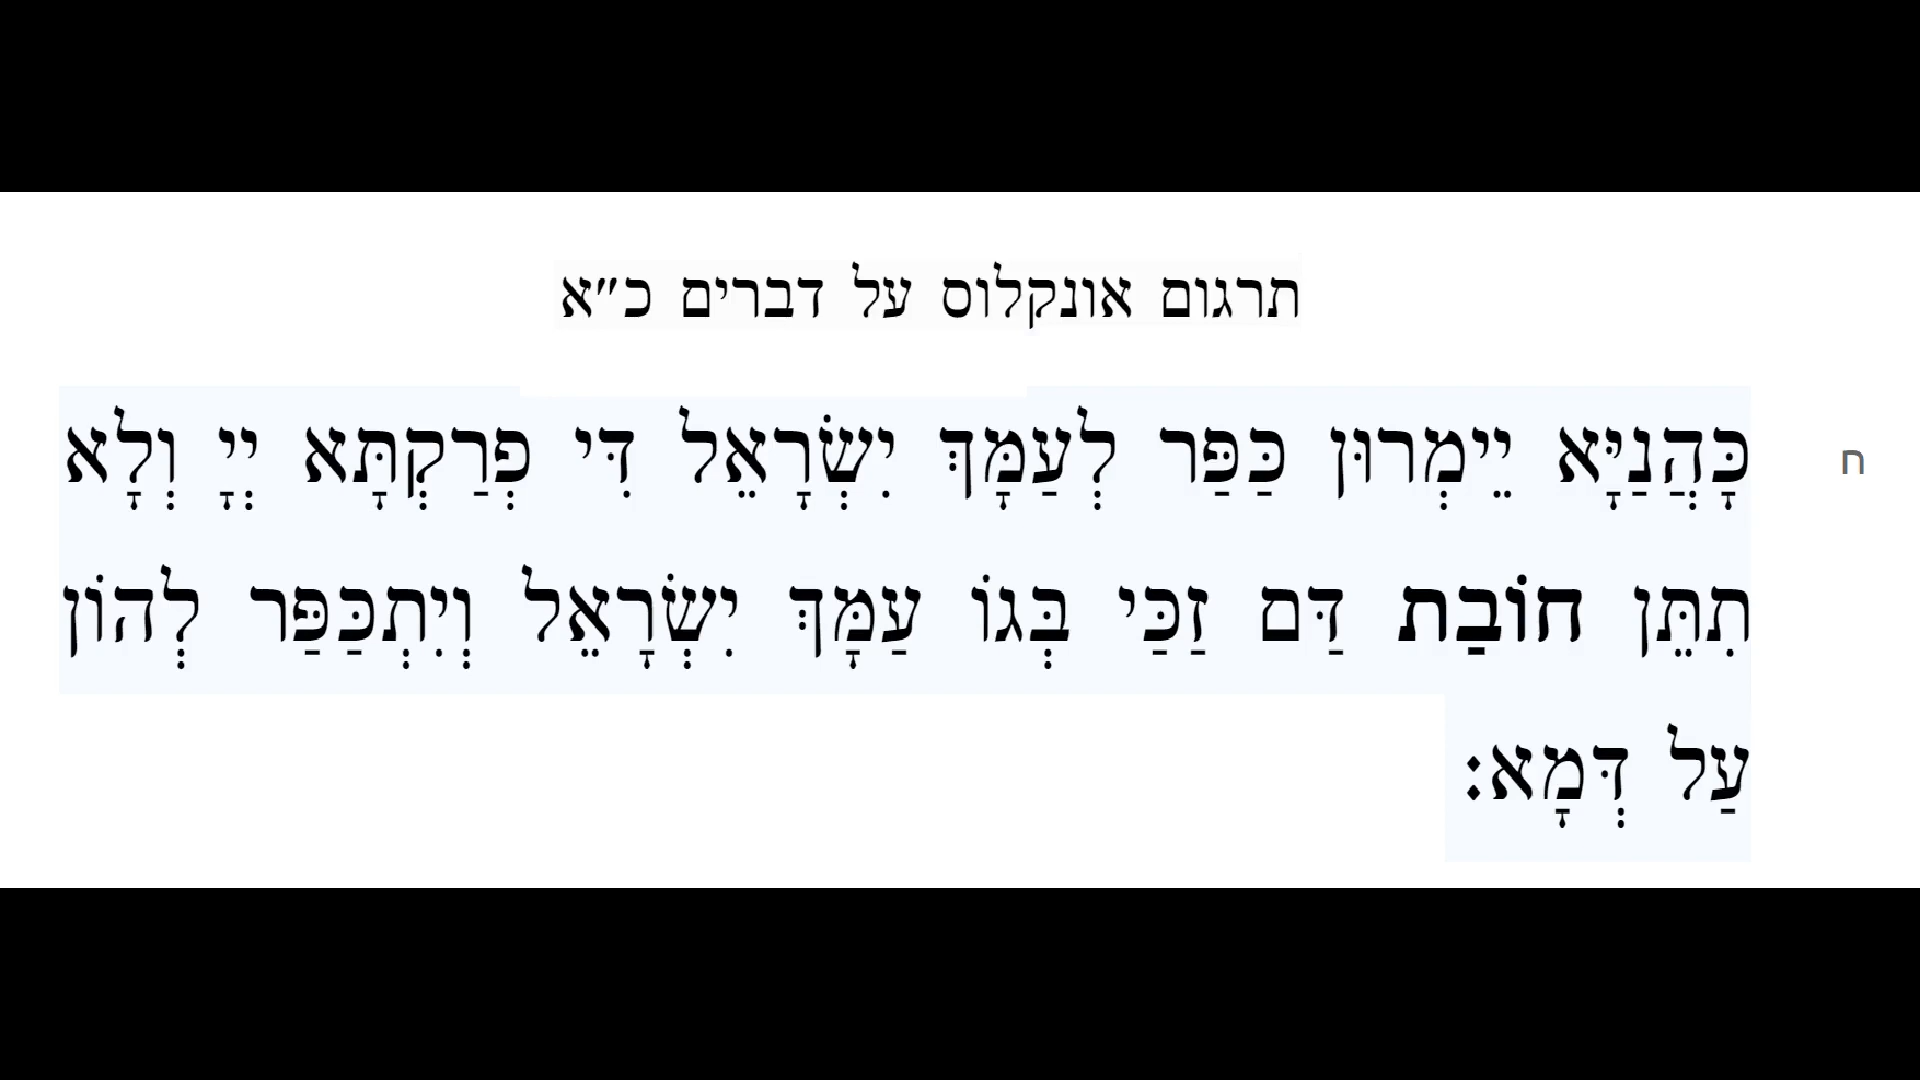 תרגום אונקלוס על דברים כ״א
ח
כָּהֲנַיָּא יֵימְרוּן כַּפַּר לְעַמָּךְ יִשְׂרָאֵל דִּי פְרַקְתָּא יְיָ וְלָא
תִתֵּן חוֹבַת דַּם זַכַּי בְּגוֹ עַמָּךְ יִשְׂרָאֵל וְיִתְכַּפַּר לְהוֹן
עַל דְּמָא: